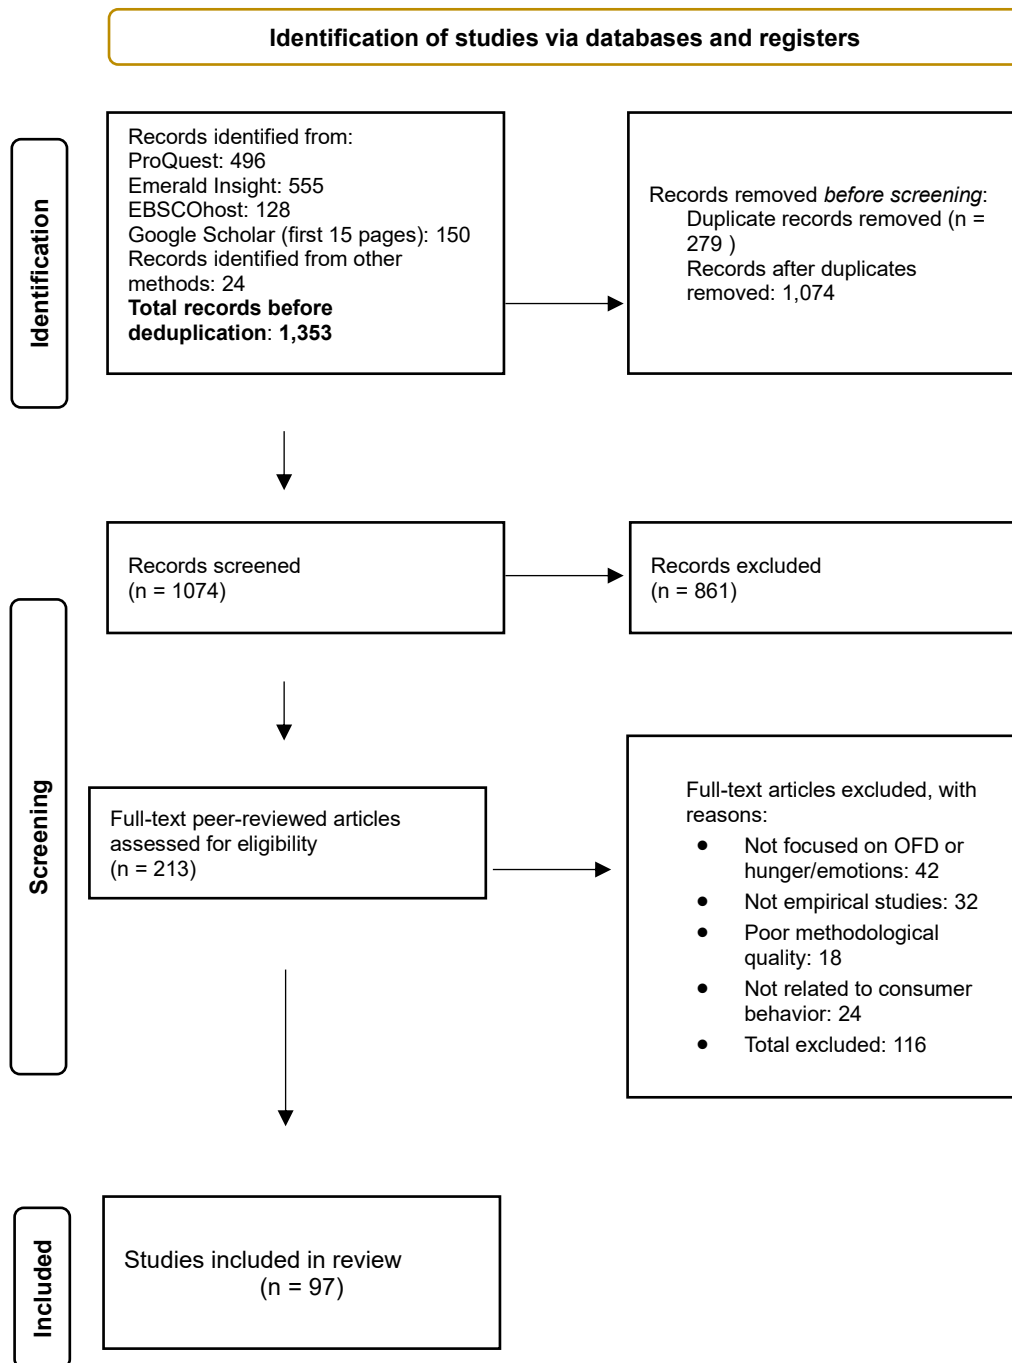 Identification of studies via databases and registers
Identification
Records identified from:
ProQuest: 496
Emerald Insight: 555
EBSCOhost: 128
Google Scholar (first 15 pages): 150
Records identified from other
methods: 24
Total records before
deduplication: 1,353
Records removed before screening:
Duplicate records removed (n =
279 )
Records after duplicates
removed: 1,074
Screening
Records screened
(n = 1074)
Records excluded
(n = 861)
Full-text peer-reviewed articles
assessed for eligibility
(n = 213)
Full-text articles excluded, with
reasons:
● Not focused on OFD or
hunger/emotions: 42
● Not empirical studies: 32
● Poor methodological
quality: 18
● Not related to consumer
behavior: 24
● Total excluded: 116
Included
Studies included in review
(n = 97)